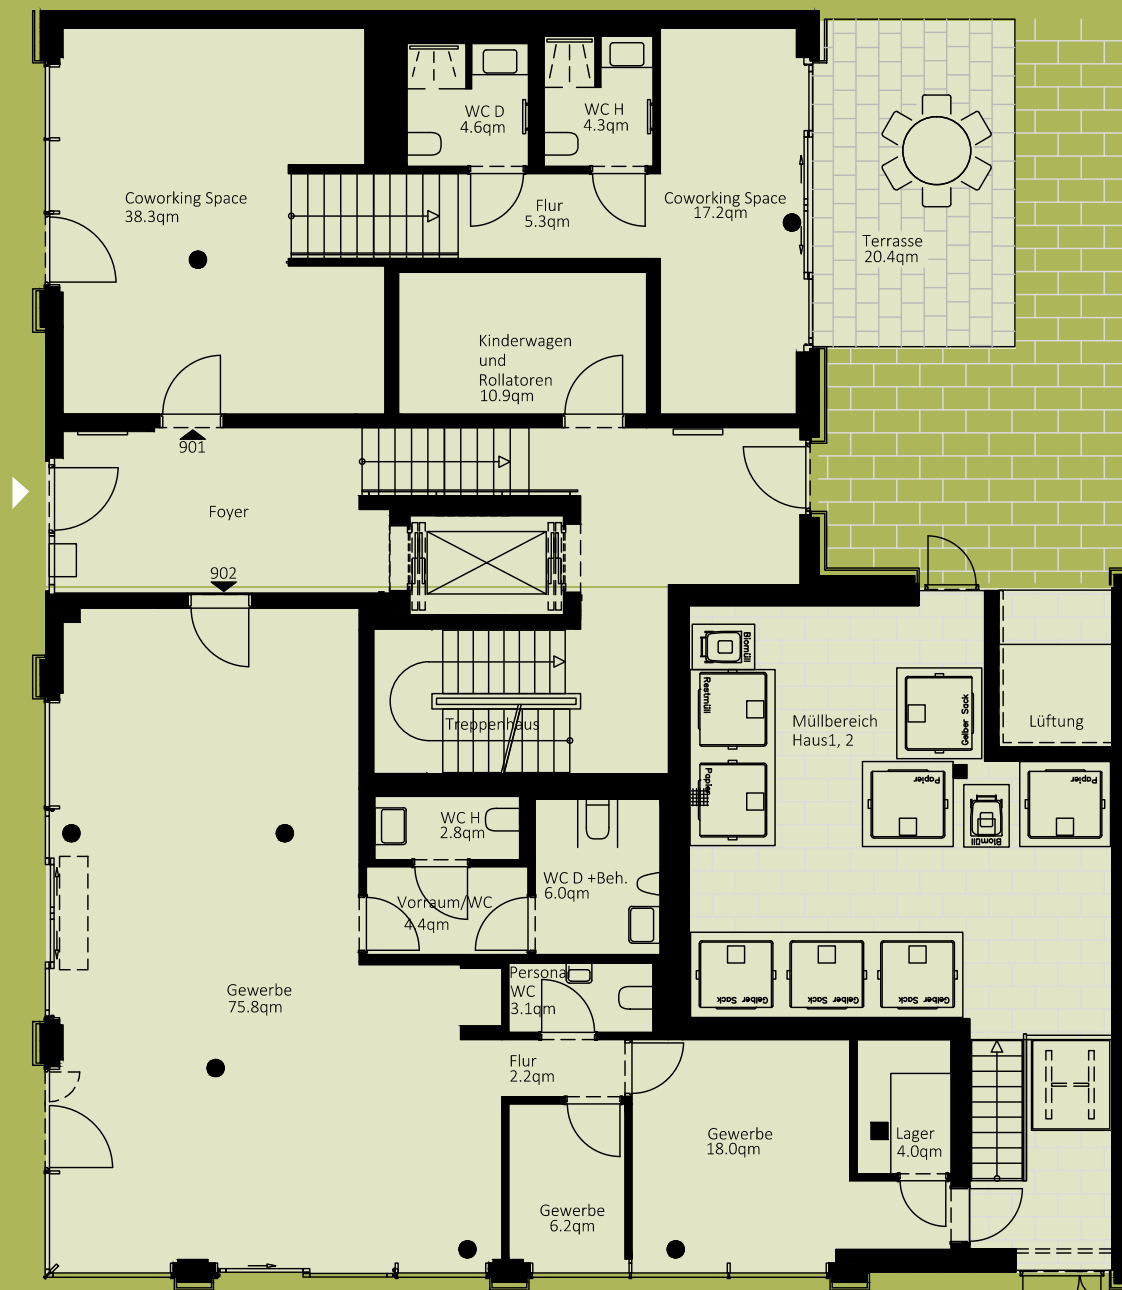 WC D
4.6qm
WC H
4.3qm
Coworking Space
38.3qm
Flur
5.3qm
Coworking Space
17.2qm
Terrasse
20.4qm
Kinderwagen
und
Rollatoren
10.9qm
901
Foyer
902
Treppenhaus
Biomüll
Restmüll
Papier
Müllbereich
Haus1, 2
Gelber Sack
Lüftung
Papier
Biomüll
Papier
WC H
2.8qm
WC D +Beh.
6.0qm
Vorraum/WC
4.4qm
Gelber Sack
Gelber Sack
Gelber Sack
Personal
WC
3.1qm
Gewerbe
75.8qm
Flur
2.2qm
Gewerbe
18.0qm
Lager
4.0qm
Gewerbe
6.2qm